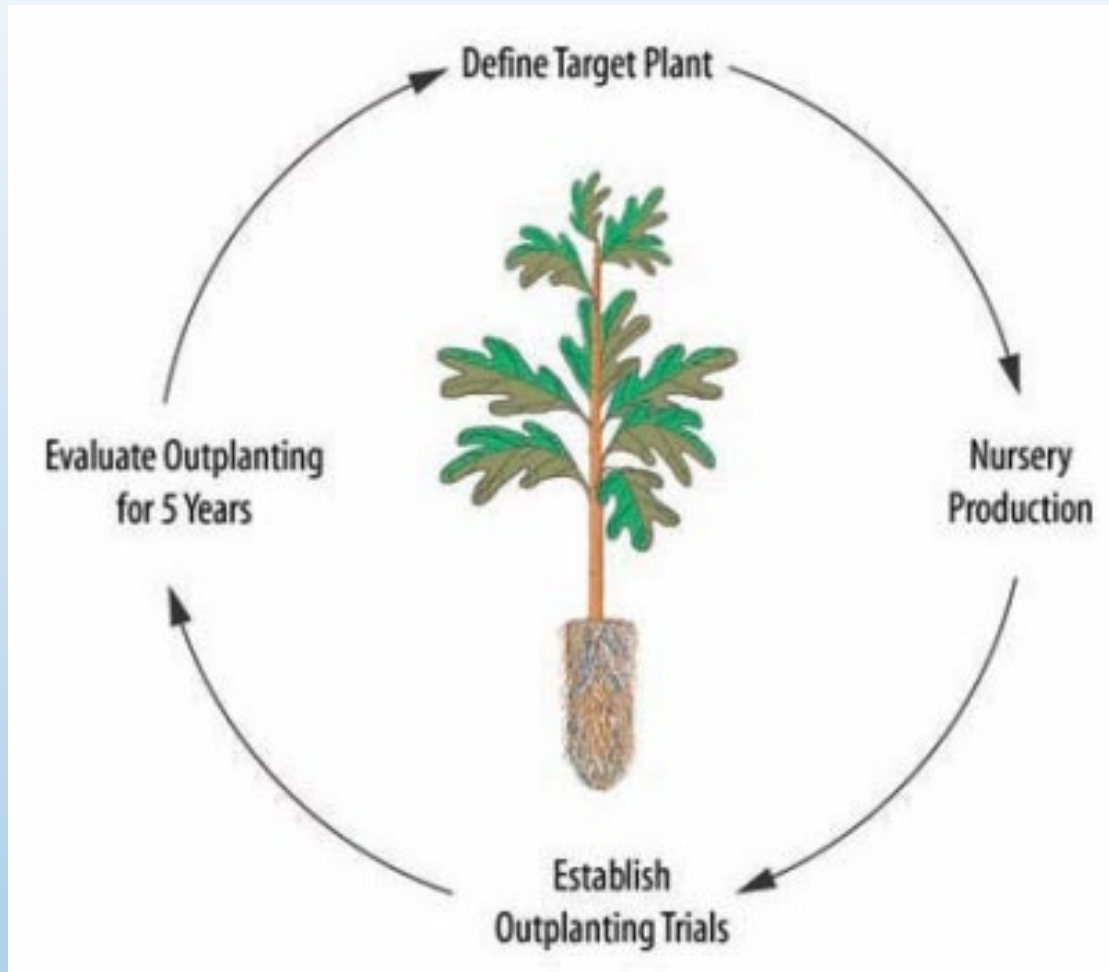 Define Target Plant
Nursery
Production
Establish
Outplanting Trials
Evaluate Outplanting
for 5 Years